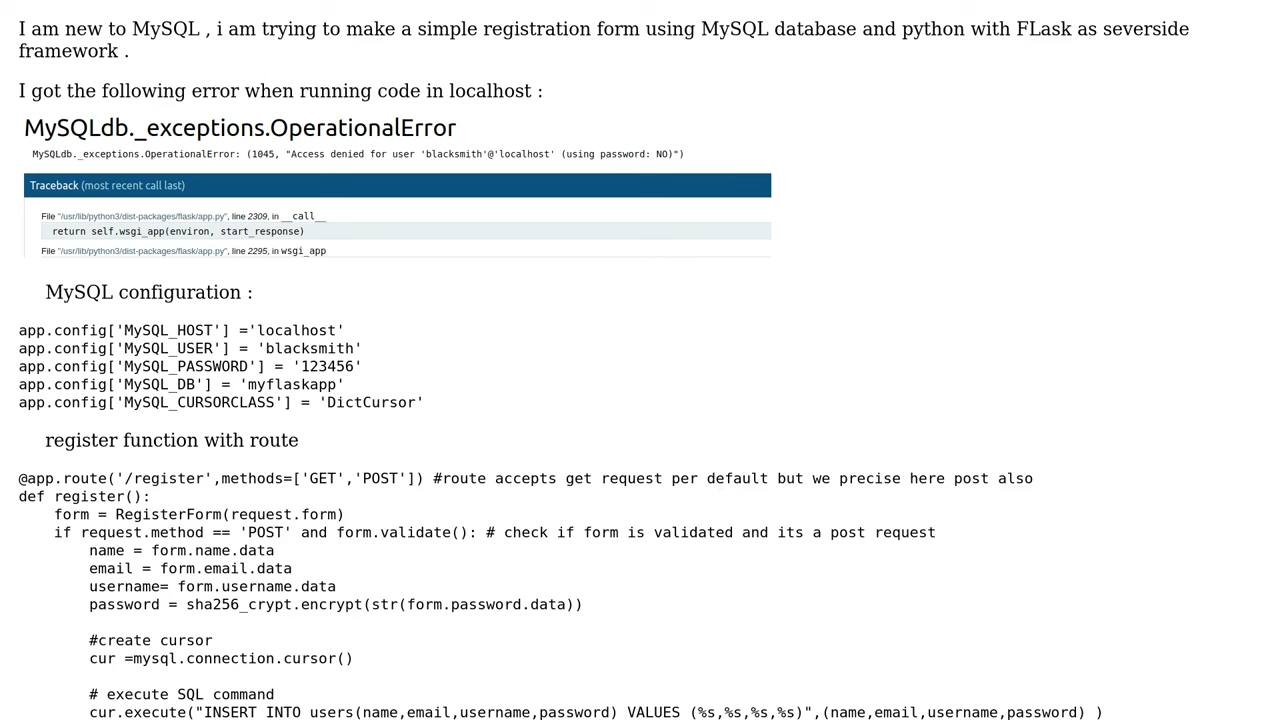 I am new to MySQL , i am trying to make a simple registration form using MySQL database and python with FLask as severside
framework .
I got the following error when running code in localhost :
MySQLdb._exceptions.OperationalError
MySQLdb._exceptions.OperationalError: (1045, "Access denied for user 'blacksmith'@'localhost' (using password: NO)")
Traceback (most recent call last)
File "/usr/lib/python3/dist-packages/flask/app.py", line 2309, in __call__
return self.wsgi_app(environ, start_response)
File "/usr/lib/python3/dist-packages/flask/app.py", line 2295, in wsgi_app
MySQL configuration :
app.config['MySQL_HOST'] ='localhost'
app.config['MySQL_USER'] = 'blacksmith'
app.config['MySQL_PASSWORD'] = '123456'
app.config['MySQL_DB'] = 'myflaskapp'
app.config['MySQL_CURSORCLASS'] = 'DictCursor'
register function with route
@app.route('/register',methods=['GET','POST']) #route accepts get request per default but we precise here post also
def register():
    form = RegisterForm(request.form)
    if request.method == 'POST' and form.validate(): # check if form is validated and its a post request
        name = form.name.data
        email = form.email.data
        username= form.username.data
        password = sha256_crypt.encrypt(str(form.password.data))
        #create cursor
        cur =mysql.connection.cursor()
        # execute SQL command
        cur.execute("INSERT INTO users(name,email,username,password) VALUES (%s,%s,%s,%s)",(name,email,username,password) )